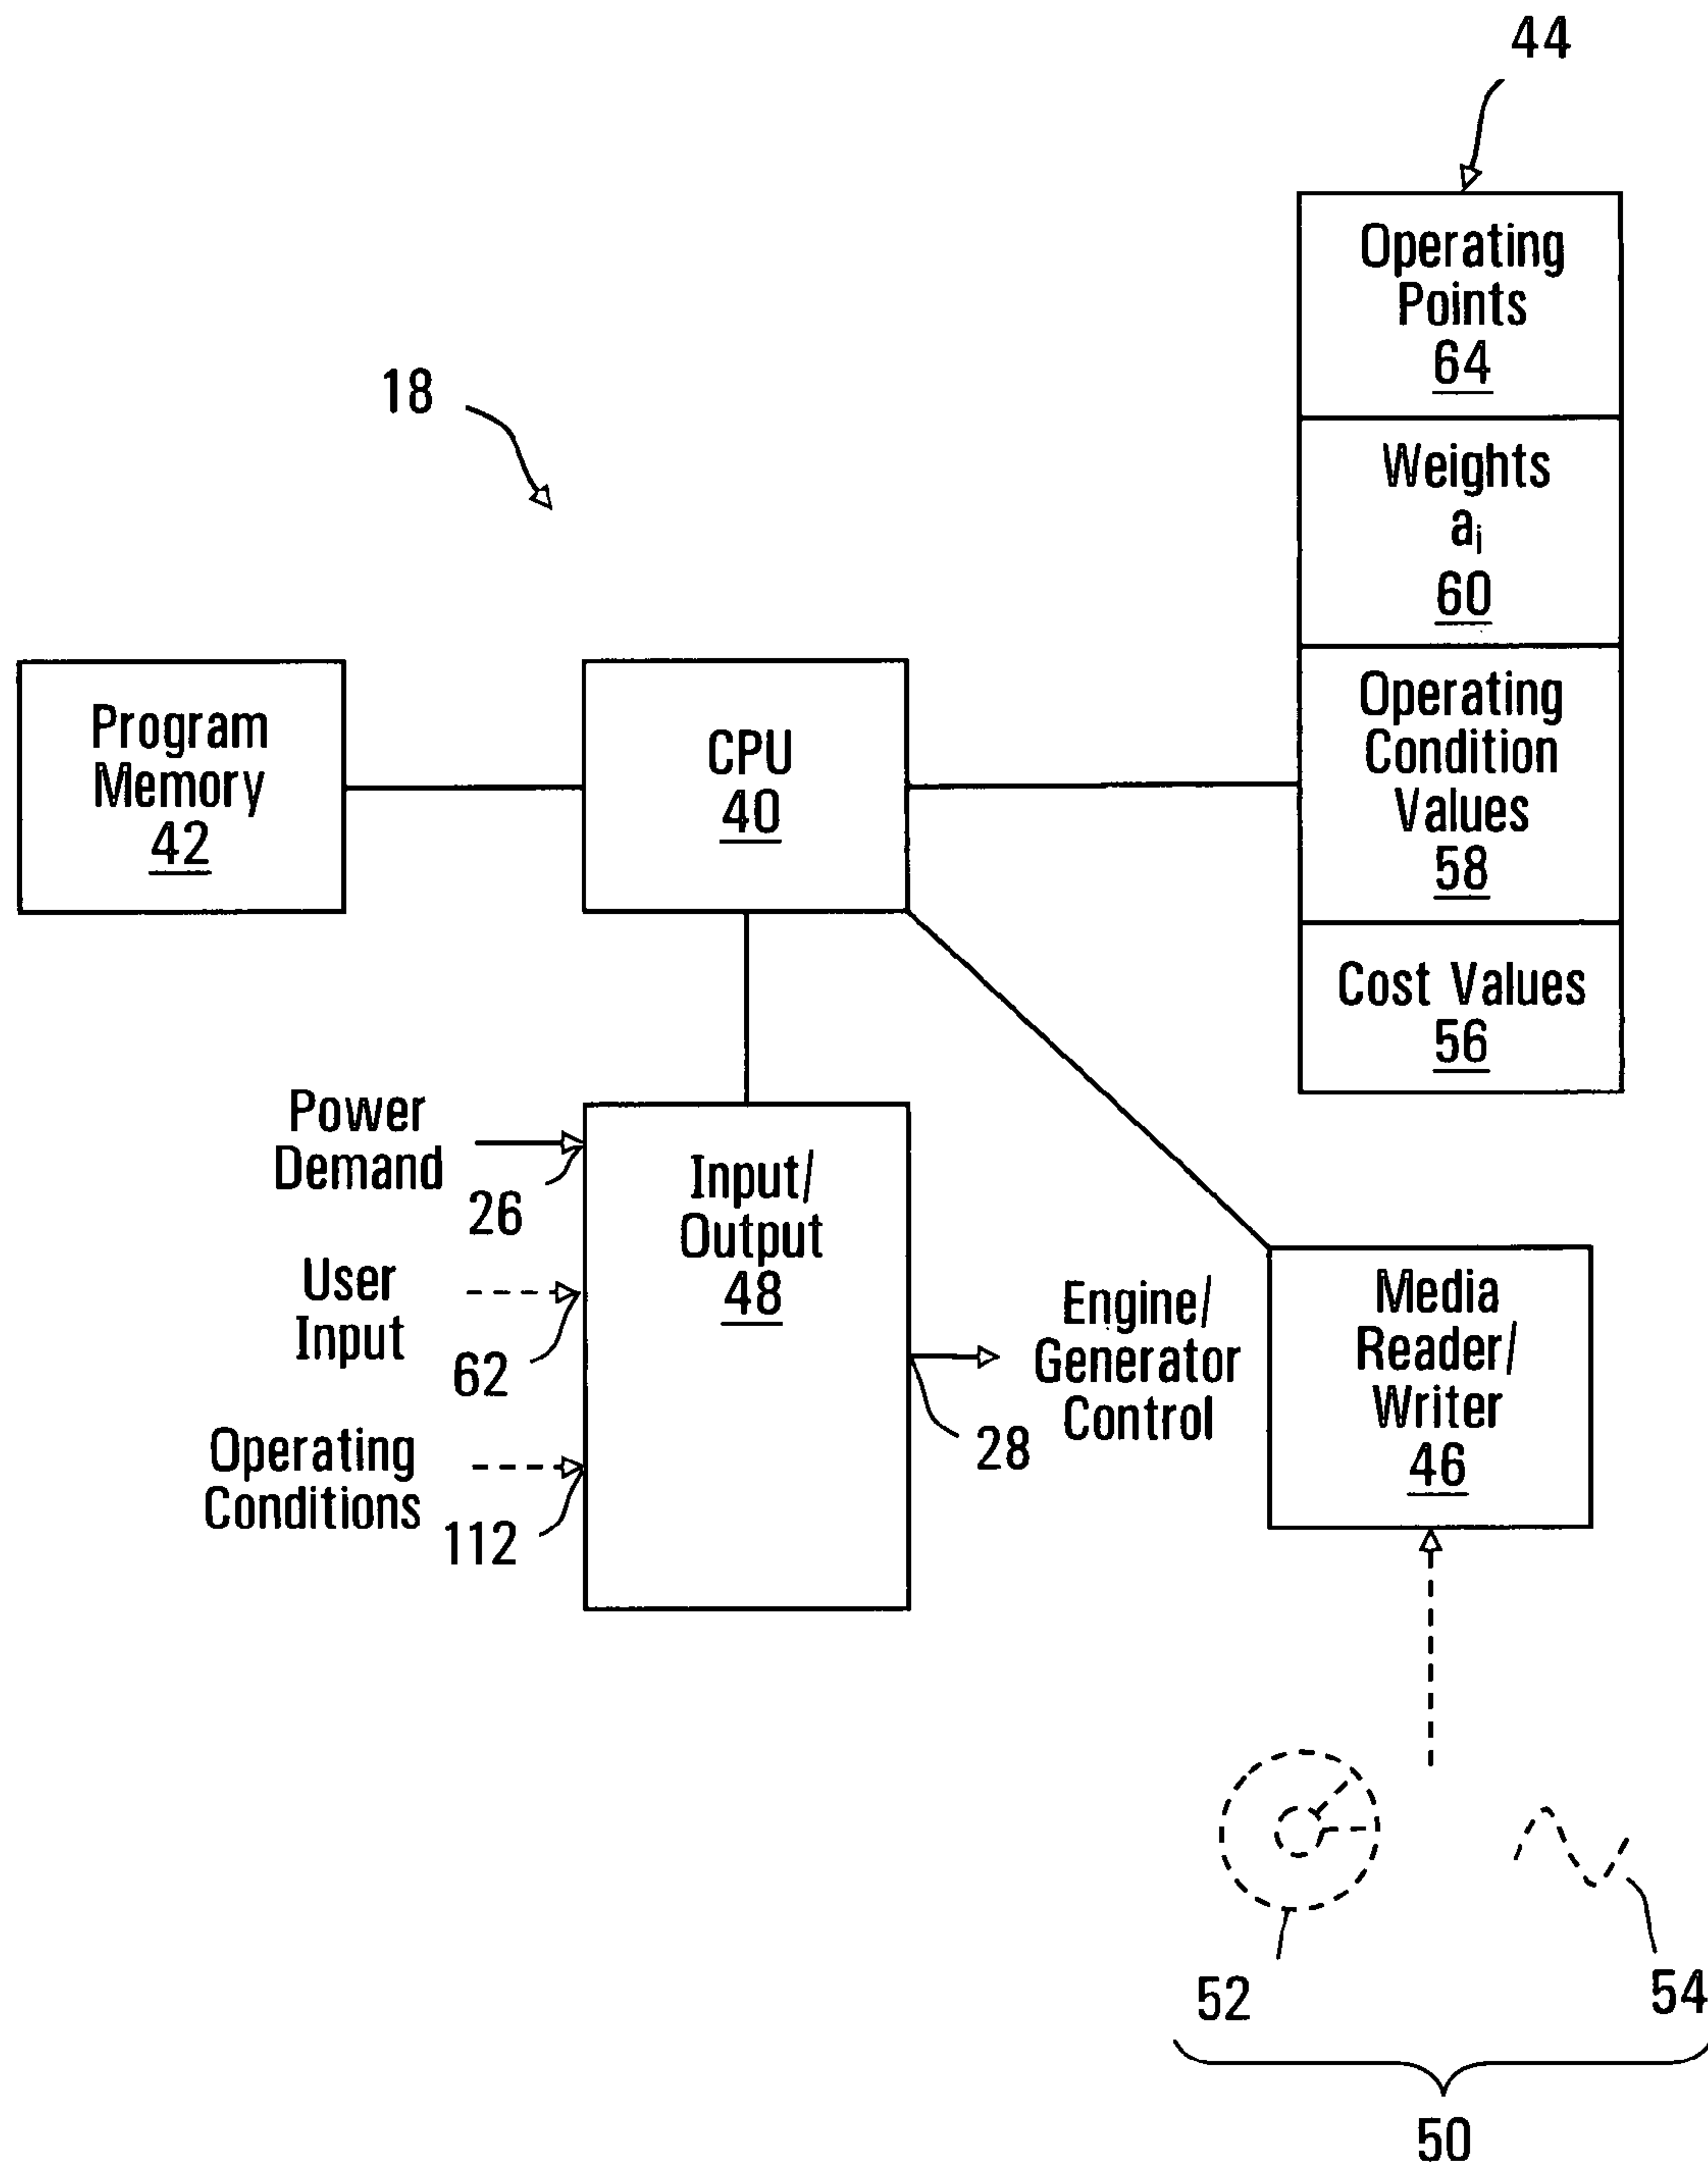 44
Operating
Points
64
18
Weights
ai
60
Program
Memory
42
CPU
40
Operating
Condition
Values
58
Cost Values
56
Power
Demand
26
Input/
Output
48
User
Input
62
Engine/
Generator
Control
28
Media
Reader/
Writer
46
Operating
Conditions
112
52
54
50